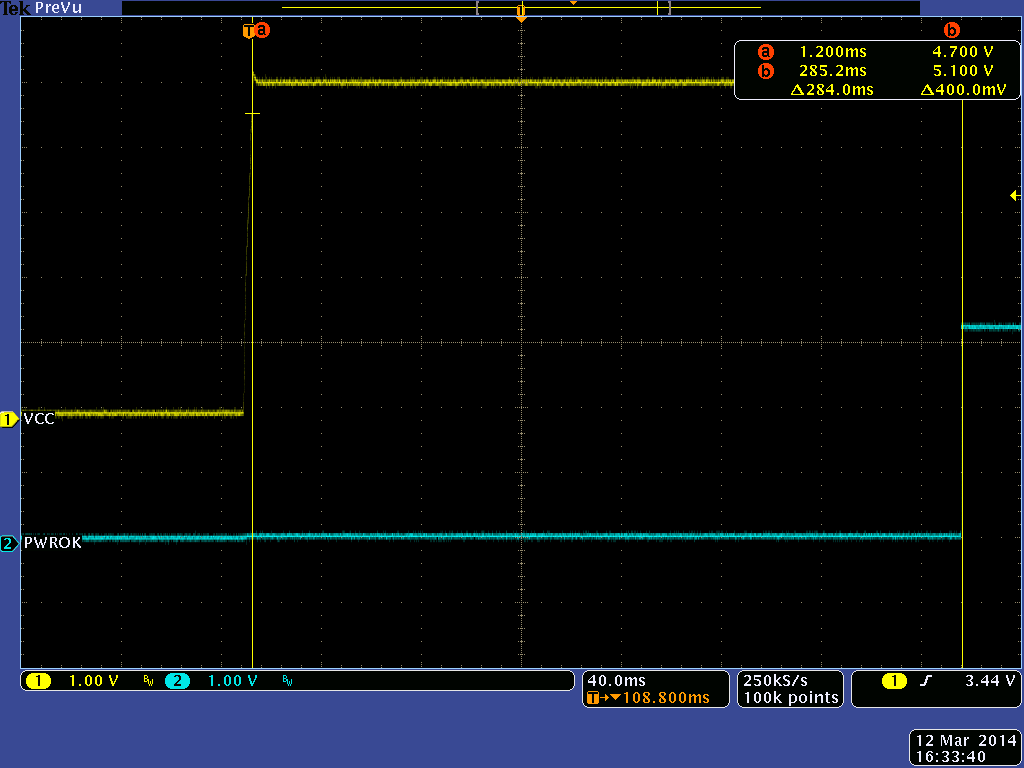 Tek PreVu
T
T a b
a 1.200ms 4.700 V
b 285.2ms 5.100 V
Δ284.0ms Δ400.0mV
1 VCC
2 PWROK
1 1.00 V BW 2 1.00 V BW
40.0ms
T→▼108.800ms
250kS/s
100k points
1 3.44 V
12 Mar 2014
16:33:40